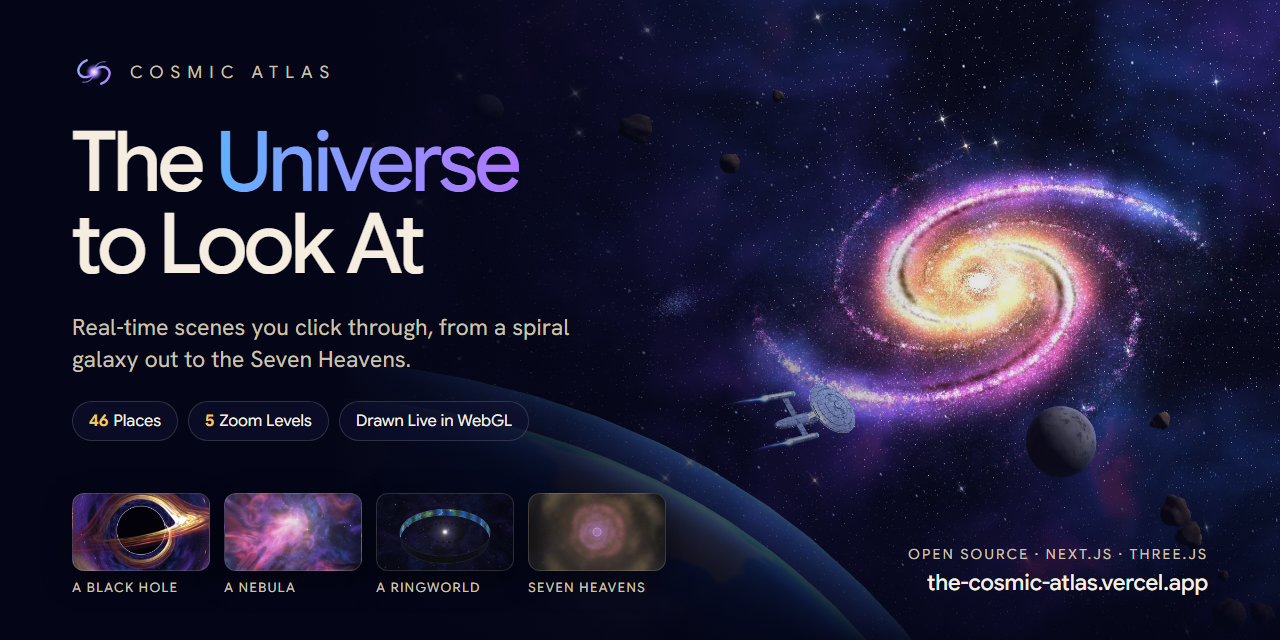 COSMIC ATLAS
The Universe
to Look At
Real-time scenes you click through, from a spiral
galaxy out to the Seven Heavens.
46 Places
5 Zoom Levels
Drawn Live in WebGL
A BLACK HOLE
A NEBULA
A RINGWORLD
SEVEN HEAVENS
OPEN SOURCE · NEXT.JS · THREE.JS
the-cosmic-atlas.vercel.app